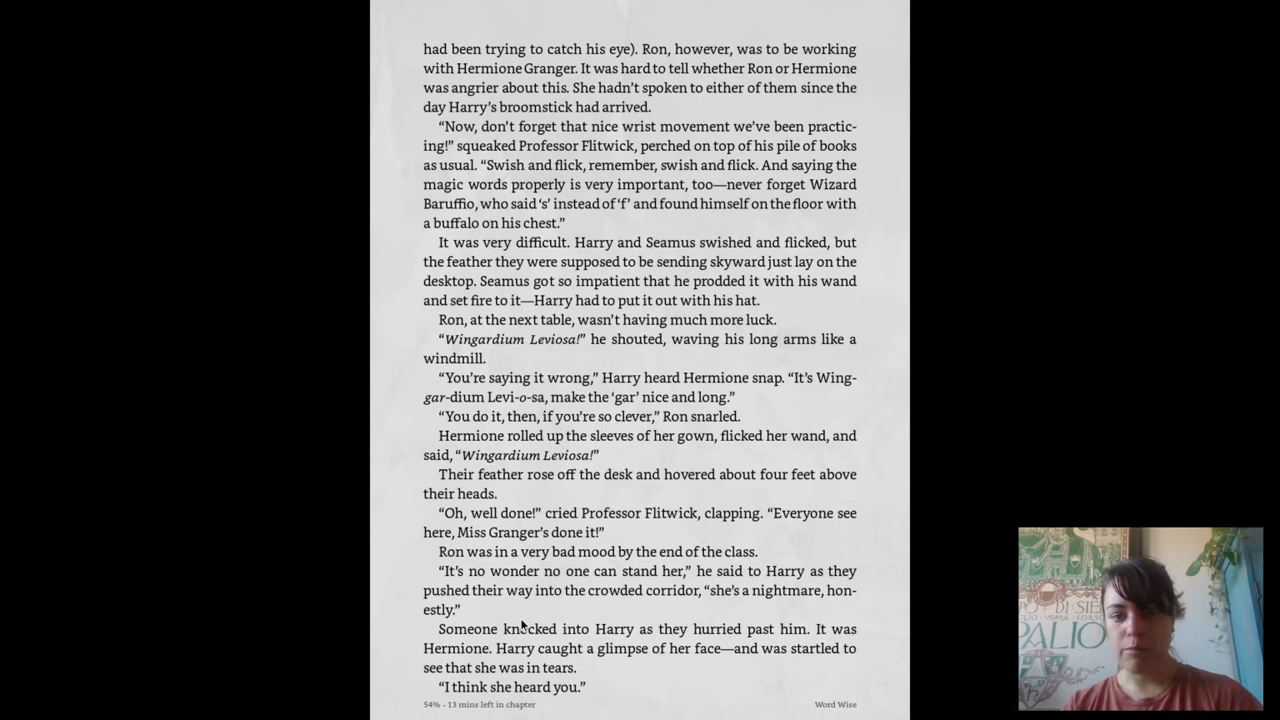 had been trying to catch his eye). Ron, however, was to be working
with Hermione Granger. It was hard to tell whether Ron or Hermione
was angrier about this. She hadn’t spoken to either of them since the
day Harry’s broomstick had arrived.
“Now, don’t forget that nice wrist movement we’ve been practic-
ing!” squeaked Professor Flitwick, perched on top of his pile of books
as usual. “Swish and flick, remember, swish and flick. And saying the
magic words properly is very important, too—never forget Wizard
Baruffio, who said ‘s’ instead of ‘f’ and found himself on the floor with
a buffalo on his chest.”
It was very difficult. Harry and Seamus swished and flicked, but
the feather they were supposed to be sending skyward just lay on the
desktop. Seamus got so impatient that he prodded it with his wand
and set fire to it—Harry had to put it out with his hat.
Ron, at the next table, wasn’t having much more luck.
“Wingardium Leviosa!” he shouted, waving his long arms like a
windmill.
“You’re saying it wrong,” Harry heard Hermione snap. “It’s Wing-
gar-dium Levi-o-sa, make the ‘gar’ nice and long.”
“You do it, then, if you’re so clever,” Ron snarled.
Hermione rolled up the sleeves of her gown, flicked her wand, and
said, “Wingardium Leviosa!”
Their feather rose off the desk and hovered about four feet above
their heads.
“Oh, well done!” cried Professor Flitwick, clapping. “Everyone see
here, Miss Granger’s done it!”
Ron was in a very bad mood by the end of the class.
“It’s no wonder no one can stand her,” he said to Harry as they
pushed their way into the crowded corridor, “she’s a nightmare, hon-
estly.”
Someone knocked into Harry as they hurried past him. It was
Hermione. Harry caught a glimpse of her face—and was startled to
see that she was in tears.
“I think she heard you.”
54% - 13 mins left in chapter
Word Wise
PALIO